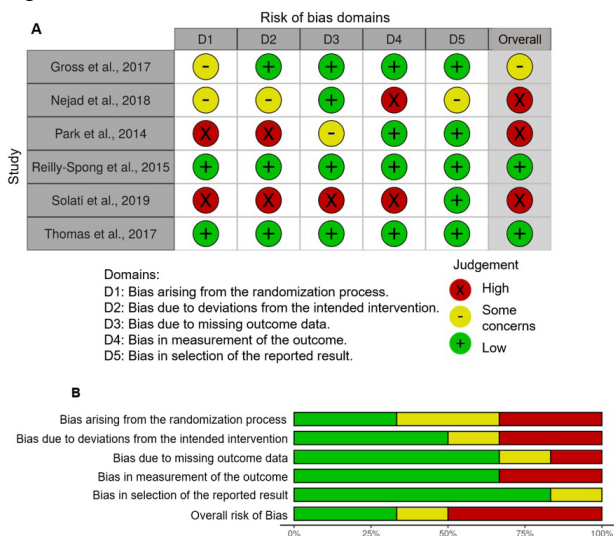 Risk of bias domains
A
D1 D2 D3 D4 D5 Orverall
Study
Gross et al., 2017 - + + + + -
Nejad et al., 2018 - - + X - X
Park et al., 2014 X X - + + X
Reilly-Spong et al., 2015 + + + + + +
Solati et al., 2019 X X X X + X
Thomas et al., 2017 + + + + + +
Domains:
D1: Bias arising from the randomization process.
D2: Bias due to deviations from the intended intervention.
D3: Bias due to missing outcome data.
D4: Bias in measurement of the outcome.
D5: Bias in selection of the reported result.
Judgement
X High
- Some
concerns
+ Low
B
Bias arising from the randomization process
Bias due to deviations from the intended intervention
Bias due to missing outcome data
Bias in measurement of the outcome
Bias in selection of the reported result
Overall risk of Bias
0% 25% 50% 75% 100%